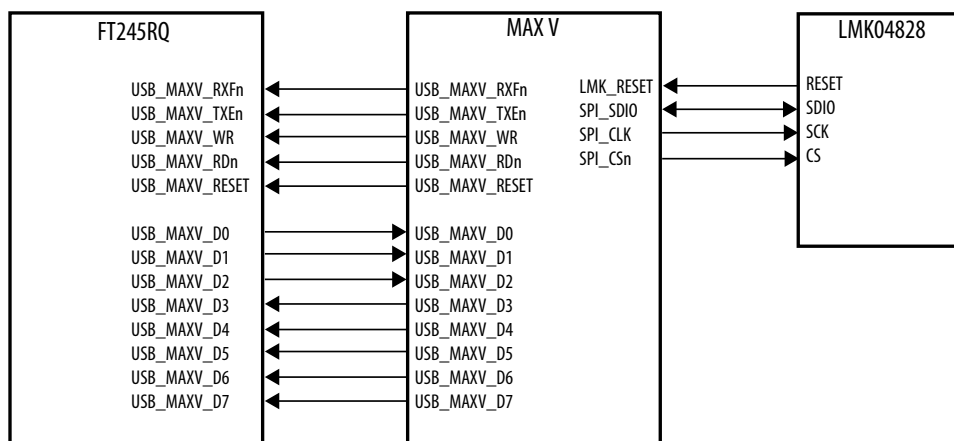 FT245RQ
USB_MAXV_RXFn
USB_MAXV_TXEn
USB_MAXV_WR
USB_MAXV_RDn
USB_MAXV_RESET
USB_MAXV_D0
USB_MAXV_D1
USB_MAXV_D2
USB_MAXV_D3
USB_MAXV_D4
USB_MAXV_D5
USB_MAXV_D6
USB_MAXV_D7
MAX V
USB_MAXV_RXFn
USB_MAXV_TXEn
USB_MAXV_WR
USB_MAXV_RDn
USB_MAXV_RESET
USB_MAXV_D0
USB_MAXV_D1
USB_MAXV_D2
USB_MAXV_D3
USB_MAXV_D4
USB_MAXV_D5
USB_MAXV_D6
USB_MAXV_D7
LMK_RESET
SPI_SDIO
SPI_CLK
SPI_CSn
LMK04828
RESET
SDIO
SCK
CS